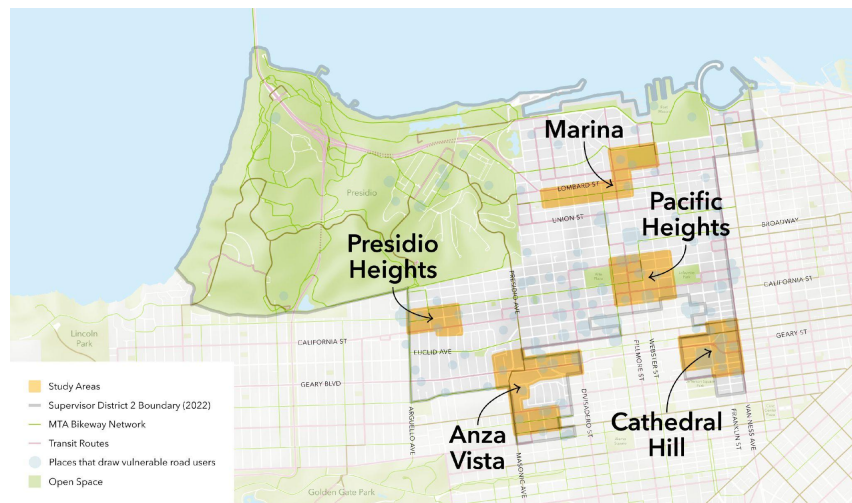 Marina
LOMBARD ST
Pacific
Heights
UNION ST
BROADWAY
Presidio
Presidio
Heights
PRESIDIO AVE
CALIFORNIA ST
Lincoln
Park
CALIFORNIA ST
GEARY ST
EUCLID AVE
GEARY BLVD
WEBSTER ST
FILLMORE ST
ARGUELLO AVE
DIVISADERO ST
VAN NESS AVE
FRANKLIN ST
Anza
Vista
Cathedral
Hill
MASONIC AVE
Golden Gate Park
Study Areas
Supervisor District 2 Boundary (2022)
MTA Bikeway Network
Transit Routes
Places that draw vulnerable road users
Open Space